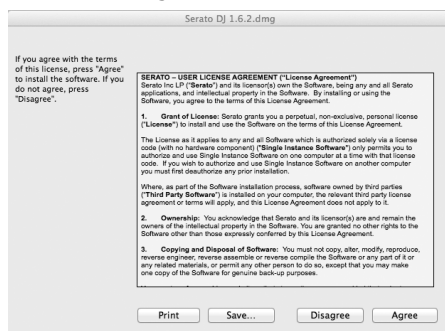 Serato DJ 1.6.2.dmg
If you agree with the terms
of this license, press "Agree"
to install the software. If you
do not agree, press
"Disagree".
SERATO – USER LICENSE AGREEMENT ("License Agreement")
Serato Inc LP ("Serato") and its licensor(s) own the Software, being any and all Serato
applications, and intellectual property in the Software. By installing or using the
Software, you agree to the terms of this License Agreement.
1. Grant of License: Serato grants you a perpetual, non-exclusive, personal license
("License") to install and use the Software on the terms of this License Agreement.
The License as it applies to any and all Software which is authorized solely via a license
code (with no hardware component) ("Single Instance Software") only permits you to
authorize and use Single Instance Software on one computer at a time with that license
code. If you wish to authorize and use Single Instance Software on another computer
you must first deauthorize any prior installation.
Where, as part of the Software installation process, software owned by third parties
("Third Party Software") is installed on your computer, the relevant third party license
agreement or terms will apply, and this License Agreement does not apply to it.
2. Ownership: You acknowledge that Serato and its licensor(s) are and remain the
owners of the intellectual property in the Software. You are granted no other rights to the
Software other than those expressly conferred by this License Agreement.
3. Copying and Disposal of Software: You must not copy, alter, modify, reproduce,
reverse engineer, reverse assemble or reverse compile the Software or any part of it or
any related materials, or permit any other person to do so, except that you may make
one copy of the Software for genuine back-up purposes.
Print Save... Disagree Agree